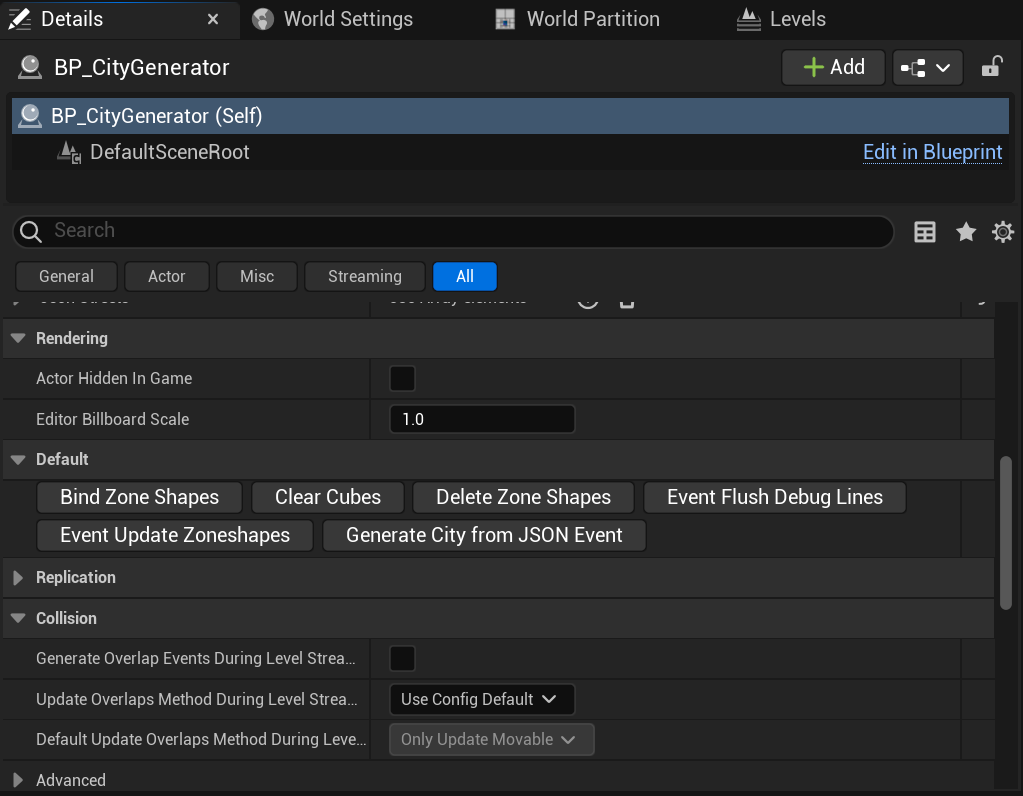 Details World Settings World Partition Levels
BP_CityGenerator Add
BP_CityGenerator (Self)
DefaultSceneRoot Edit in Blueprint
Search
General Actor Misc Streaming All
Rendering
Actor Hidden In Game
Editor Billboard Scale 1.0
Default
Bind Zone Shapes Clear Cubes Delete Zone Shapes Event Flush Debug Lines
Event Update Zoneshapes Generate City from JSON Event
Replication
Collision
Generate Overlap Events During Level Strea...
Update Overlaps Method During Level Strea... Use Config Default
Default Update Overlaps Method During Leve... Only Update Movable
Advanced